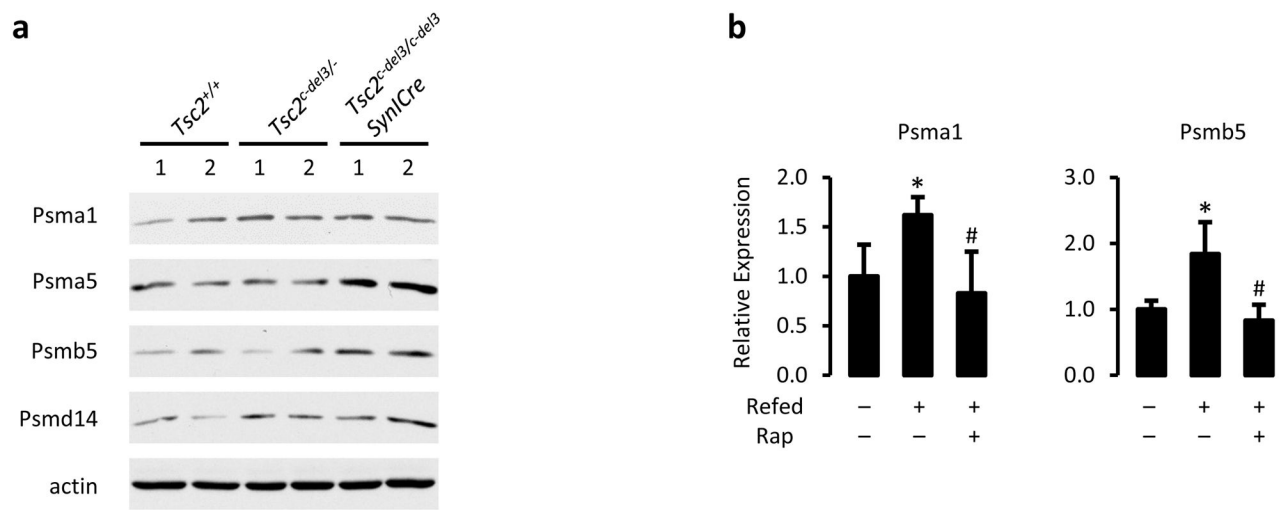 a
Tsc2+/+
Tsc2c-del3/-
Tsc2c-del3/c-del3
SynICre
1 2 1 2 1 2
Psma1
Psma5
Psmb5
Psmd14
actin
b
Psma1
Relative Expression
2.0
1.5
1.0
0.5
0.0
*
#
Refed – + +
Rap – – +
Psmb5
3.0
2.0
1.0
0.0
*
#
– + +
– – +